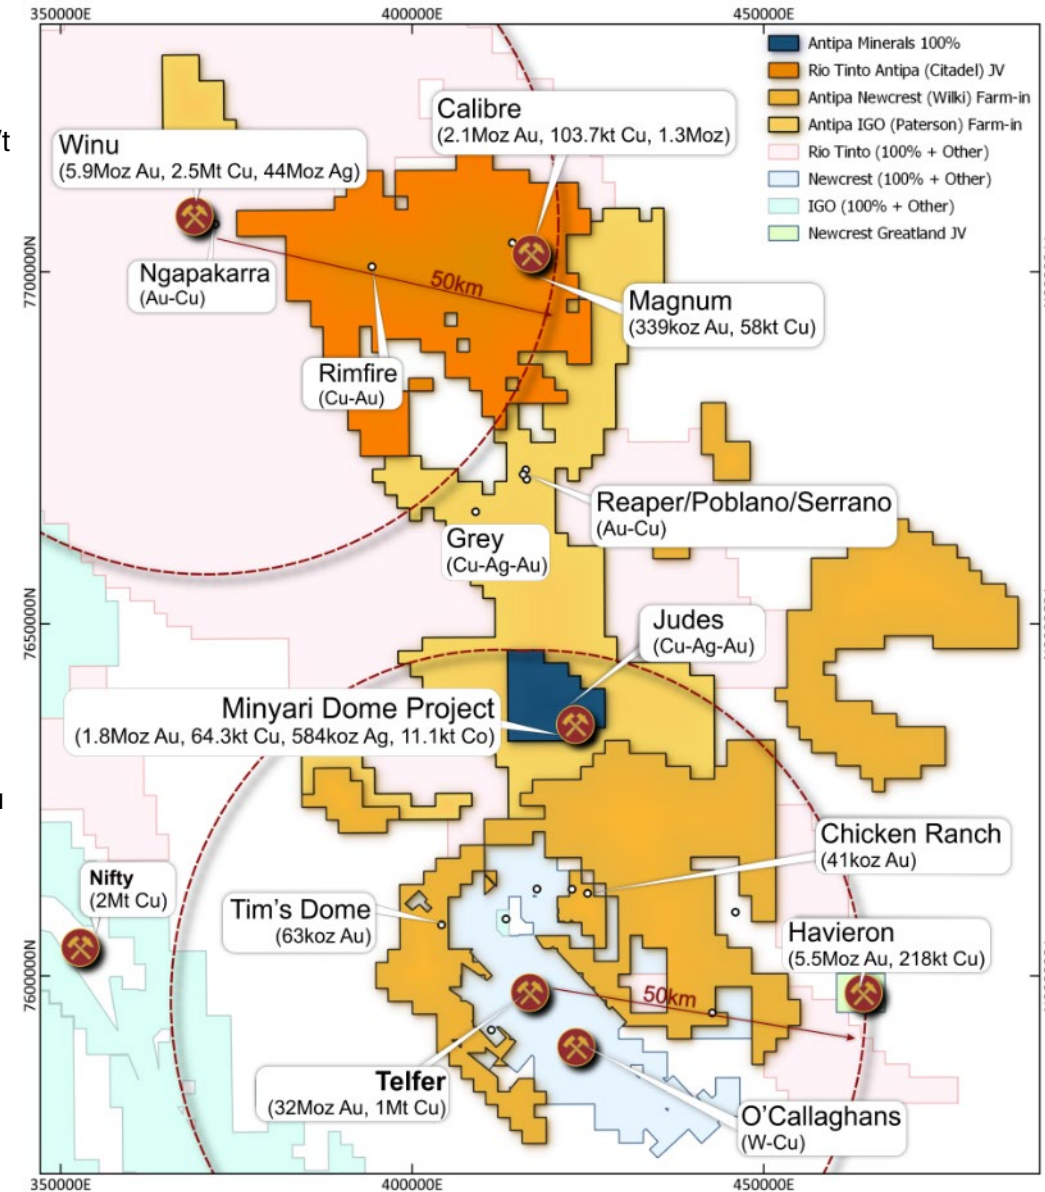 350000E
400000E
450000E
Antipa Minerals 100%
Rio Tinto Antipa (Citadel) JV
Antipa Newcrest (Wilki) Farm-in
Antipa IGO (Paterson) Farm-in
Rio Tinto (100% + Other)
Newcrest (100% + Other)
IGO (100% + Other)
Newcrest Greatland JV
/t
Calibre
(2.1Moz Au, 103.7kt Cu, 1.3Moz)
Winu
(5.9Moz Au, 2.5Mt Cu, 44Moz Ag)
7700000N
Ngapakarra
(Au-Cu)
50km
Magnum
(339koz Au, 58kt Cu)
Rimfire
(Cu-Au)
Reaper/Poblano/Serrano
(Au-Cu)
Grey
(Cu-Ag-Au)
7650000N
Judes
(Cu-Ag-Au)
Minyari Dome Project
(1.8Moz Au, 64.3kt Cu, 584koz Ag, 11.1kt Co)
Chicken Ranch
(41koz Au)
Nifty
(2Mt Cu)
Tim's Dome
(63koz Au)
Havieron
(5.5Moz Au, 218kt Cu)
7600000N
50km
Telfer
(32Moz Au, 1Mt Cu)
O'Callaghans
(W-Cu)
350000E
400000E
450000E